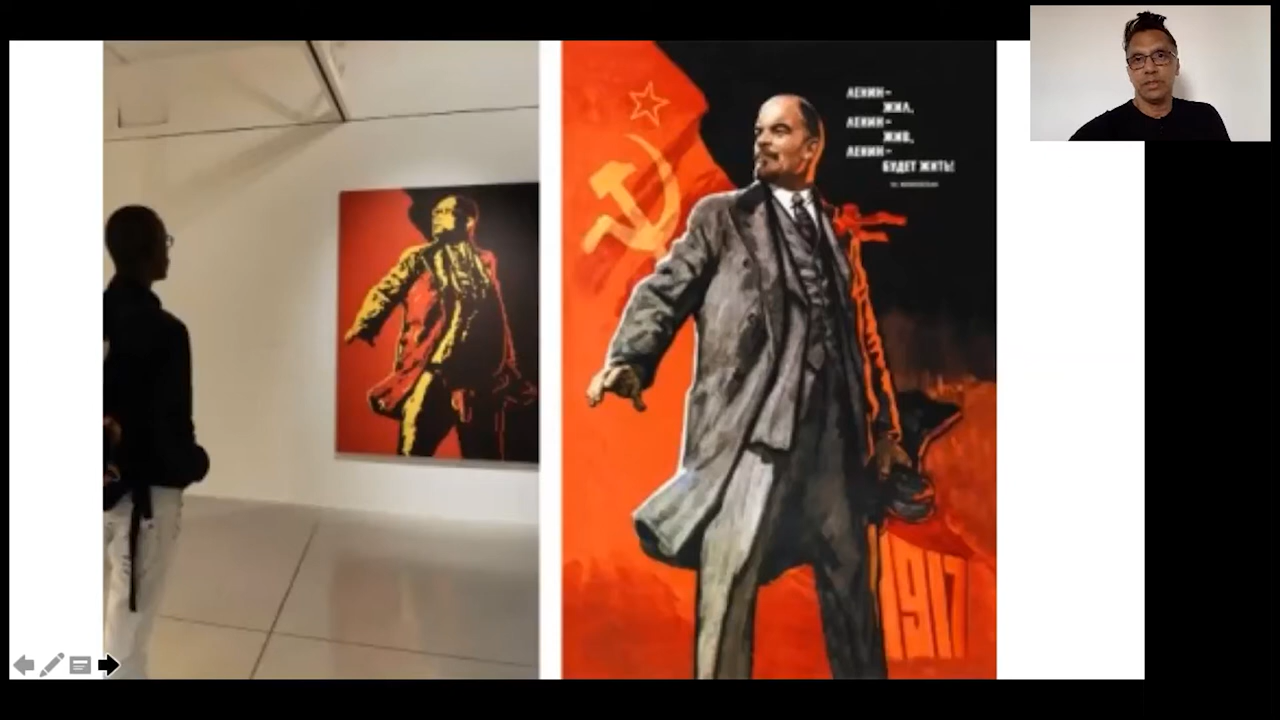 ЛЕНИН–
ЖИЛ,
ЛЕНИН–
ЖИВ,
ЛЕНИН–
БУДЕТ ЖИТЬ!
1917